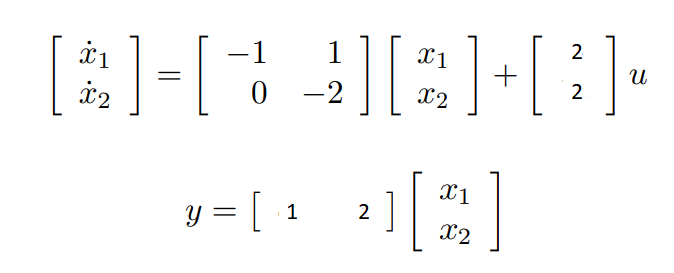 [ ẋ₁ ẋ₂ ] = [ −1 1 0 −2 ] [ x₁ x₂ ] + [ 2 2 ] u
y = [ 1 2 ] [ x₁ x₂ ]